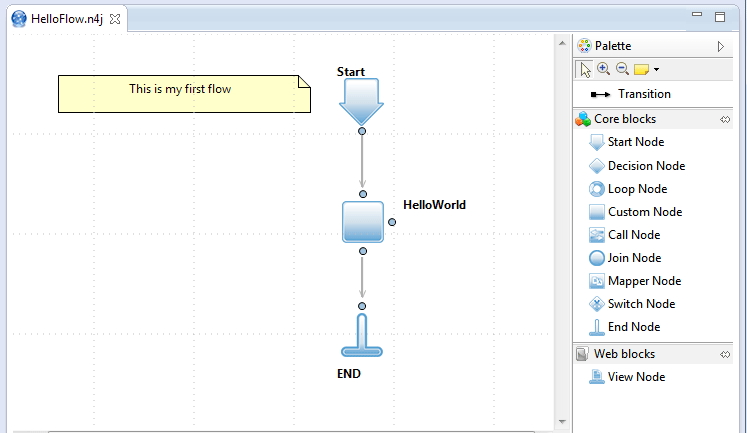 HelloFlow.n4j
This is my first flow
Start
HelloWorld
END
Palette
Transition
Core blocks
Start Node
Decision Node
Loop Node
Custom Node
Call Node
Join Node
Mapper Node
Switch Node
End Node
Web blocks
View Node